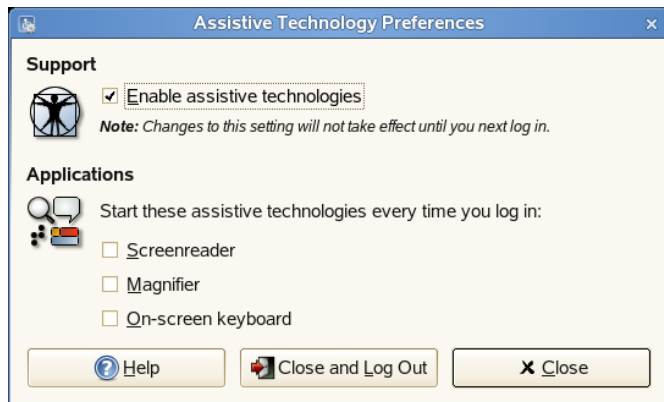 Assistive Technology Preferences
Support
Enable assistive technologies
Note: Changes to this setting will not take effect until you next log in.
Applications
Start these assistive technologies every time you log in:
Screenreader
Magnifier
On-screen keyboard
Help Close and Log Out Close